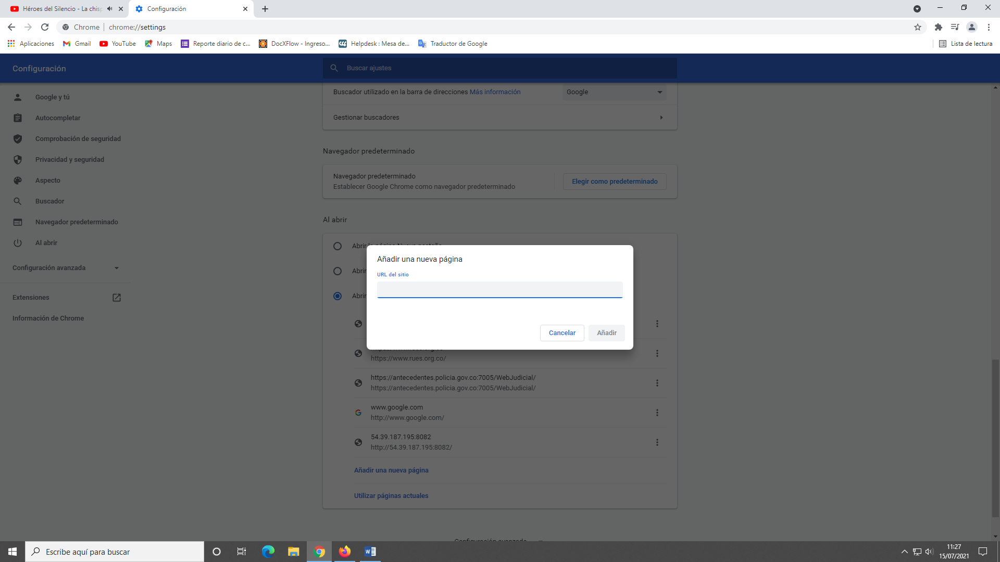 Héroes del Silencio - La chisp
Configuración
Chrome
chrome://settings
Aplicaciones
Gmail
YouTube
Maps
Reporte diario de c...
DocXFlow - Ingreso...
Helpdesk : Mesa de...
Traductor de Google
Lista de lectura
Configuración
Buscar ajustes
Google y tú
Autocompletar
Comprobación de seguridad
Privacidad y seguridad
Aspecto
Buscador
Navegador predeterminado
Al abrir
Configuración avanzada
Extensiones
Información de Chrome
Buscador utilizado en la barra de direcciones Más información
Google
Gestionar buscadores
Navegador predeterminado
Navegador predeterminado
Establecer Google Chrome como navegador predeterminado
Elegir como predeterminado
Al abrir
Abrir
Abrir
Abrir
Añadir una nueva página
URL del sitio
Cancelar
Añadir
https://www.rues.org.co/
https://antecedentes.policia.gov.co:7005/WebJudicial/
https://antecedentes.policia.gov.co:7005/WebJudicial/
www.google.com
http://www.google.com/
54.39.187.195:8082
http://54.39.187.195:8082/
Añadir una nueva página
Utilizar páginas actuales
Configuración avanzada
Escribe aquí para buscar
11:27
15/07/2021